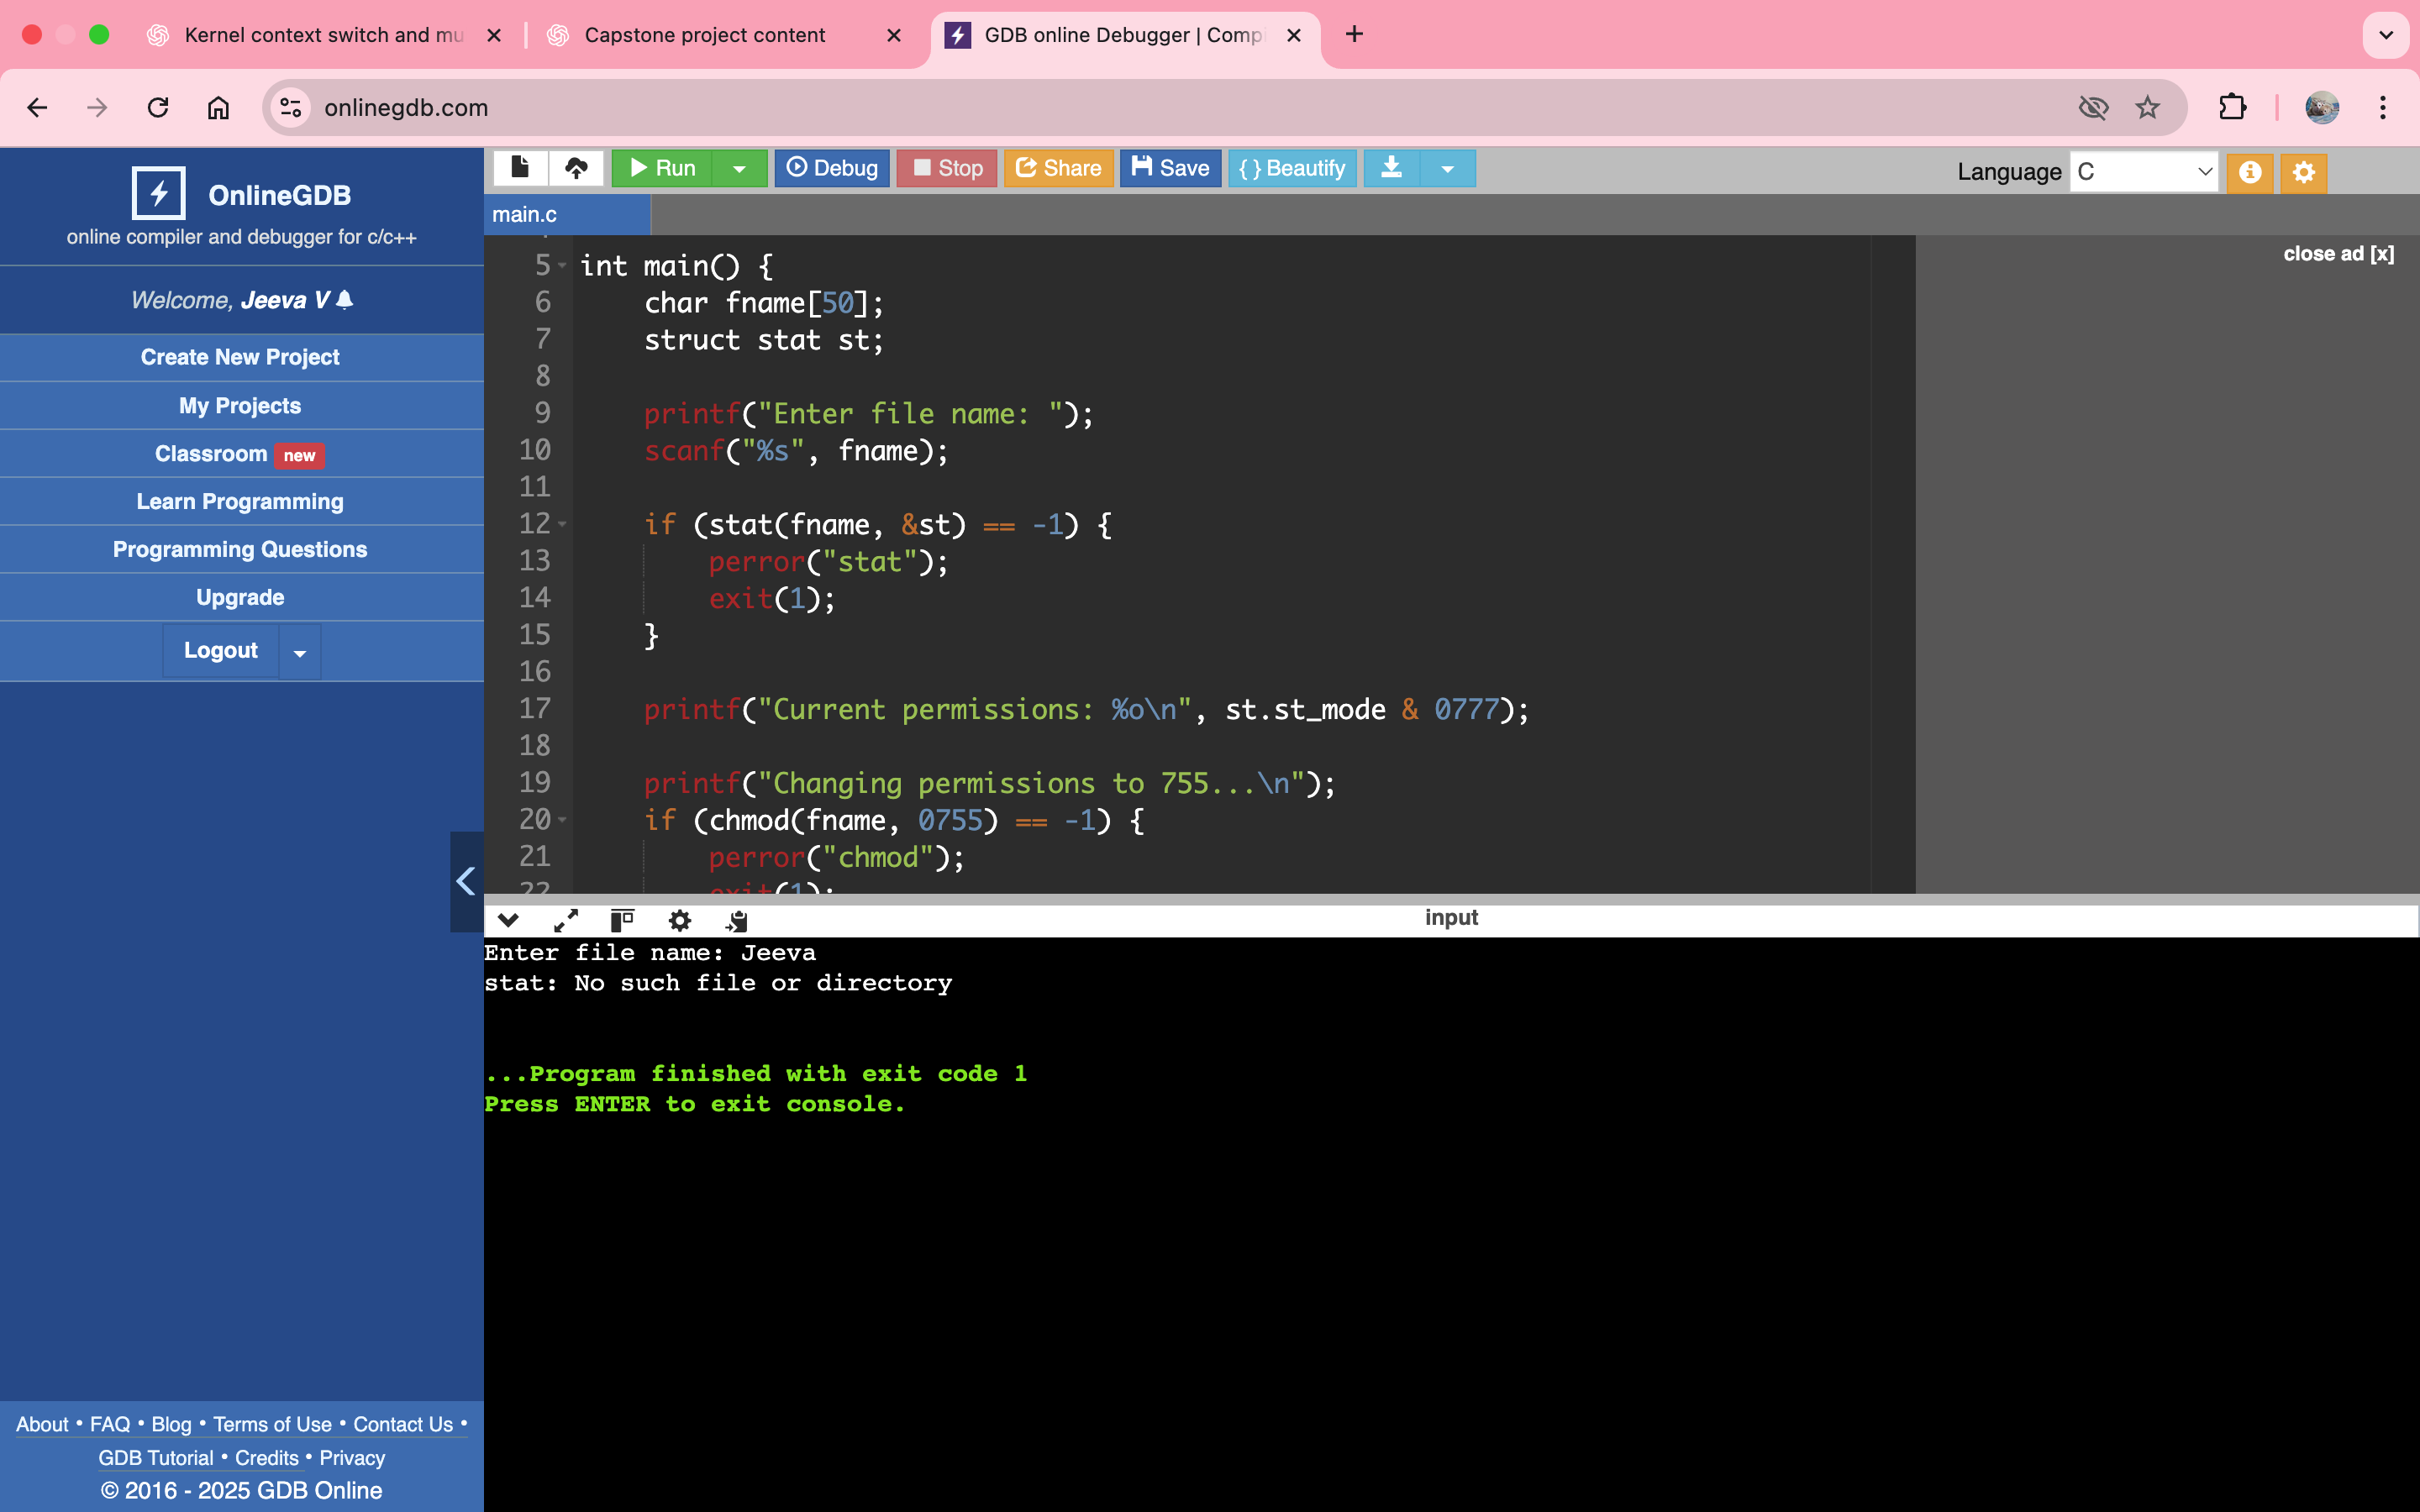 Kernel context switch and mu
Capstone project content
GDB online Debugger | Comp
onlinegdb.com
OnlineGDB
online compiler and debugger for c/c++
Welcome, Jeeva V
Create New Project
My Projects
Classroom new
Learn Programming
Programming Questions
Upgrade
Logout
Run
Debug
Stop
Share
Save
{ } Beautify
Language C
main.c
close ad [x]
5 int main() {
6     char fname[50];
7     struct stat st;
8
9     printf("Enter file name: ");
10     scanf("%s", fname);
11
12     if (stat(fname, &st) == -1) {
13         perror("stat");
14         exit(1);
15     }
16
17     printf("Current permissions: %o\n", st.st_mode & 0777);
18
19     printf("Changing permissions to 755...\n");
20     if (chmod(fname, 0755) == -1) {
21         perror("chmod");
22         exit(1);
input
Enter file name: Jeeva
stat: No such file or directory
...Program finished with exit code 1
Press ENTER to exit console.
About • FAQ • Blog • Terms of Use • Contact Us •
GDB Tutorial • Credits • Privacy
© 2016 - 2025 GDB Online